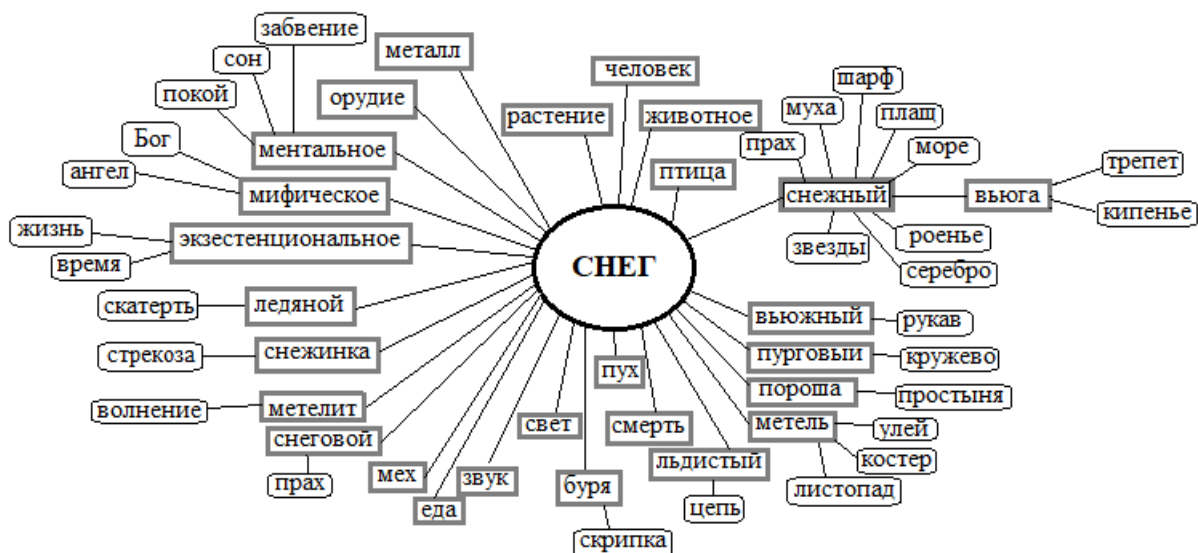 забвение
металл
сон
человек
шарф
покой
орудие
муха
плащ
растение
животное
Бог
ментальное
прах
море
трепет
ангел
птица
мифическое
снежный
вьюга
кипенье
жизнь
экзестенциональное
роенье
звезды
время
СНЕГ
серебро
скатерть
ледяной
вьюжный
рукав
стрекоза
снежинка
пурговый
кружево
пух
пороша
простыня
волнение
метелит
свет
смерть
метель
улей
снеговой
костер
мех
звук
льдистый
прах
буря
листопад
еда
цепь
скрипка